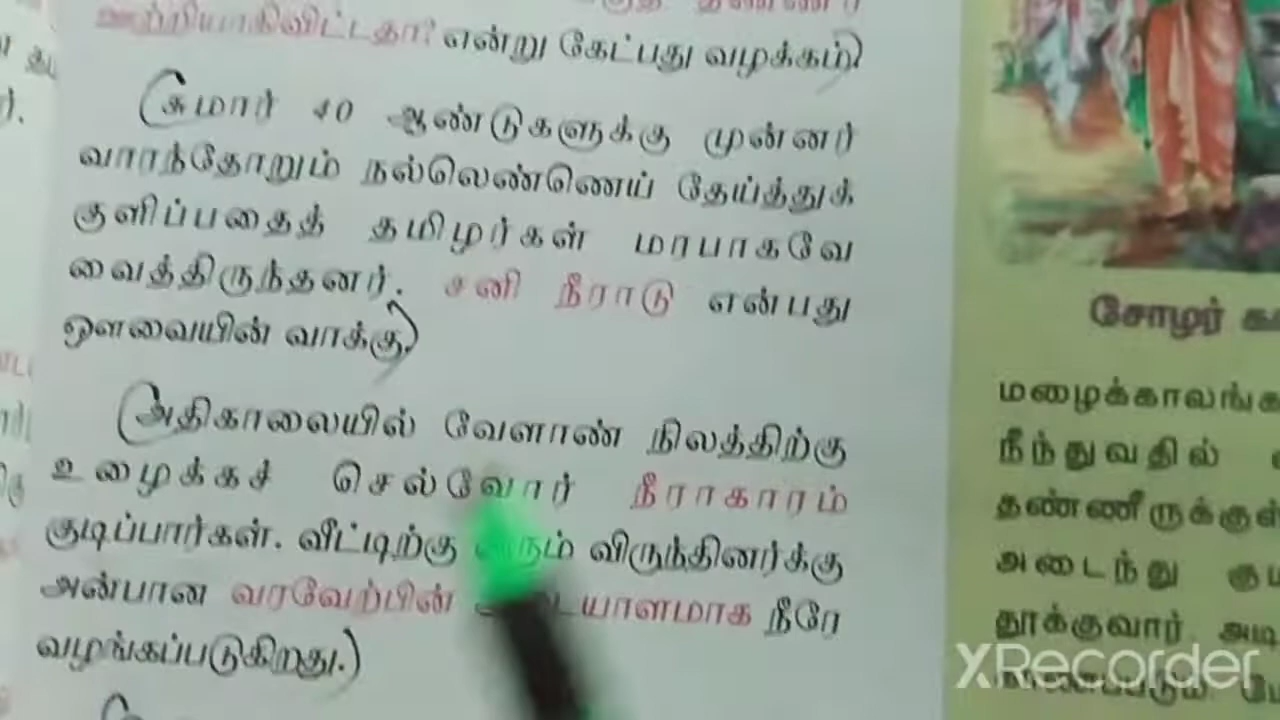 ஊற்றியாகிவிட்டதா? என்று கேட்பது வழக்கம்)
(சுமார் 40 ஆண்டுகளுக்கு முன்னர்
வாரந்தோறும் நல்லெண்ணெய் தேய்த்துக்
குளிப்பதைத் தமிழர்கள் மரபாகவே
வைத்திருந்தனர். சனி நீராடு என்பது
ஔவையின் வாக்கு)
(அதிகாலையில் வேளாண் நிலத்திற்கு
உழைக்கச் செல்வோர் நீராகாரம்
குடிப்பார்கள். வீட்டிற்கு விருந்தினர்க்கு
அன்பான வரவேற்பின் நீரே
வழங்கப்படுகிறது.)
சோழர்
மழைக்காலங்க
நீந்துவதில்
தண்ணீருக்குள்
அடைந்து
தூக்குவார்.
XRecorder